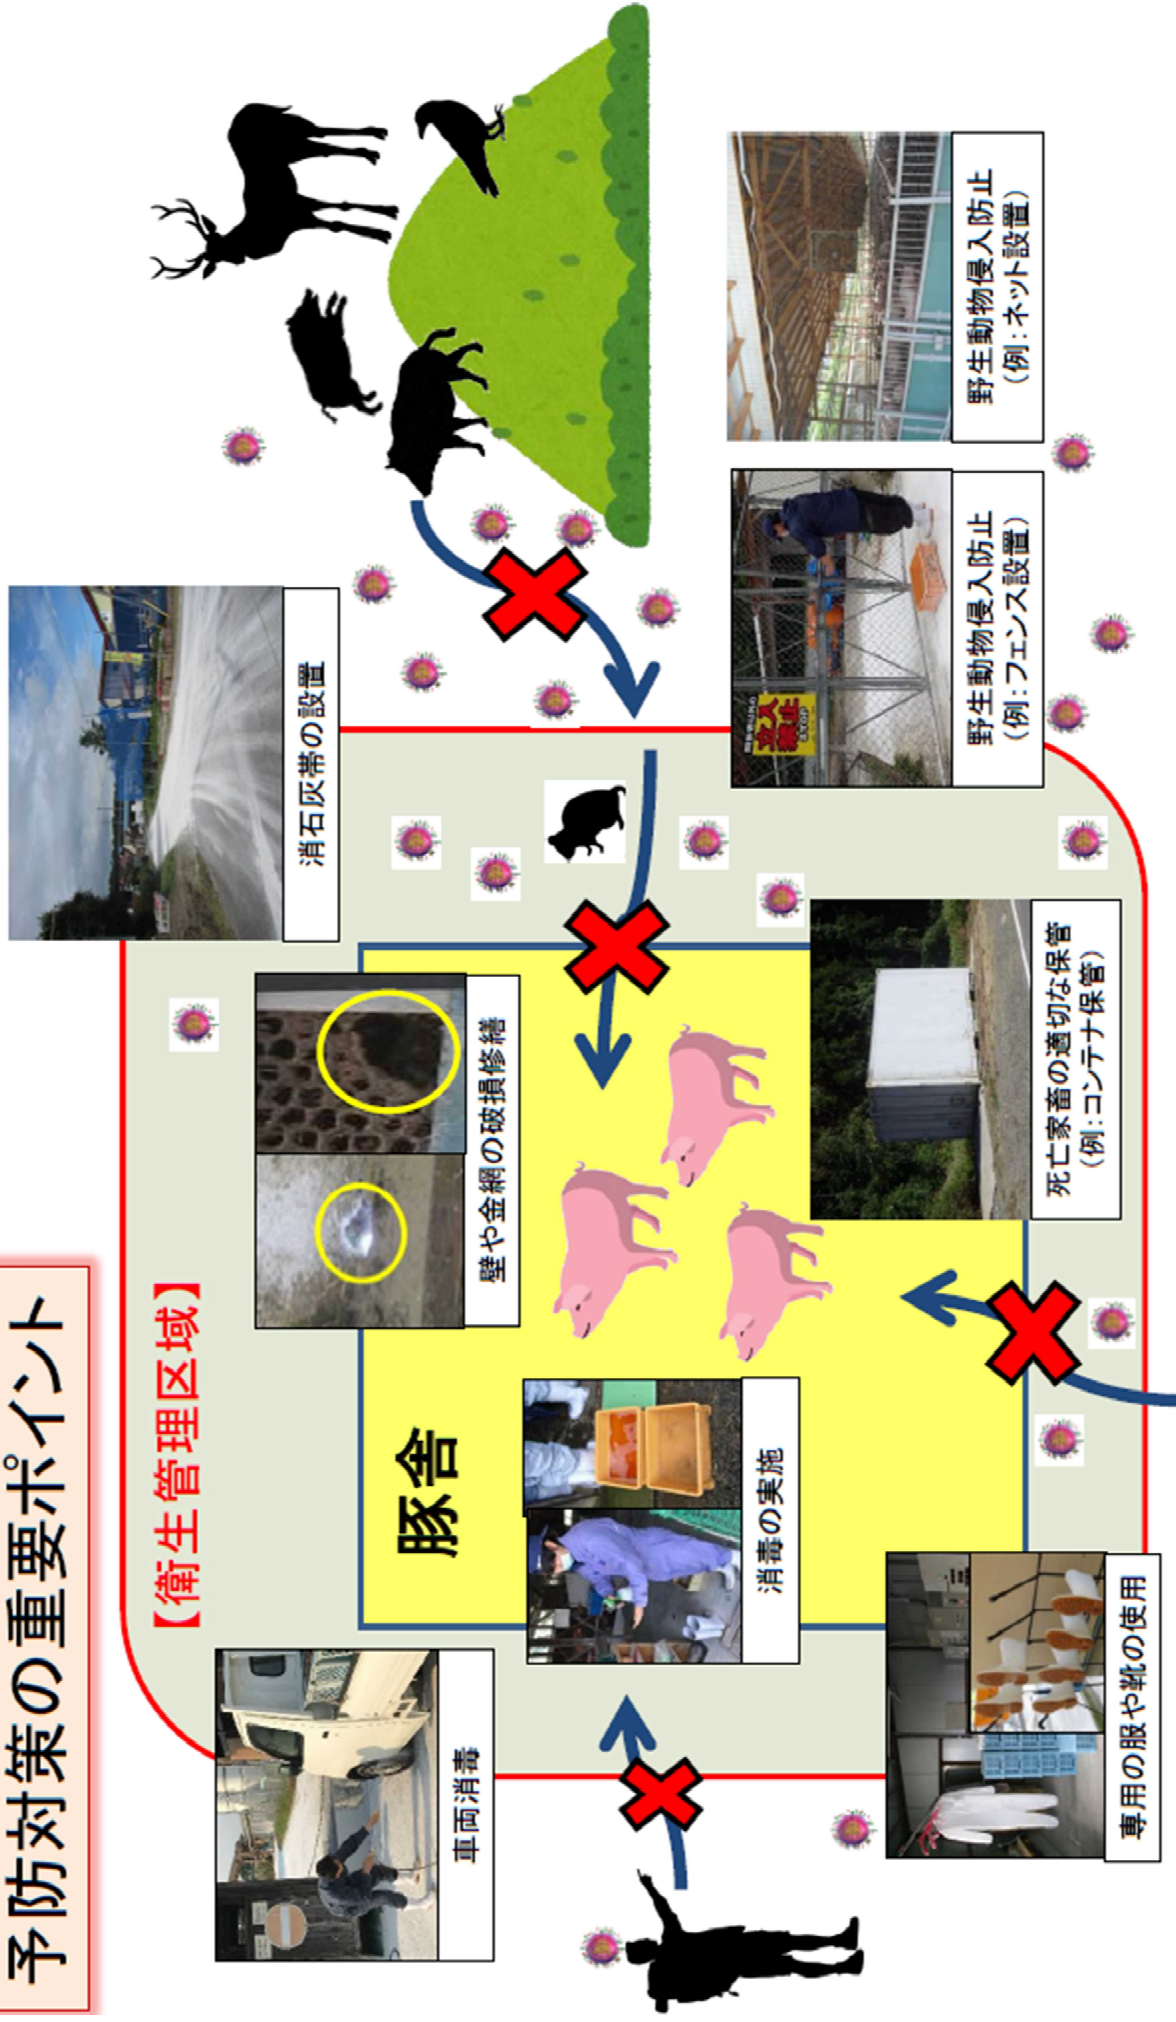 予防対策の重要ポイント
【衛生管理区域】
車両消毒
消石灰帯の設置
壁や金網の破損修繕
豚舎
消毒の実施
専用の服や靴の使用
死亡家畜の適切な保管
（例：コンテナ保管）
立入
禁止
STOP
野生動物侵入防止
（例：フェンス設置）
野生動物侵入防止
（例：ネット設置）